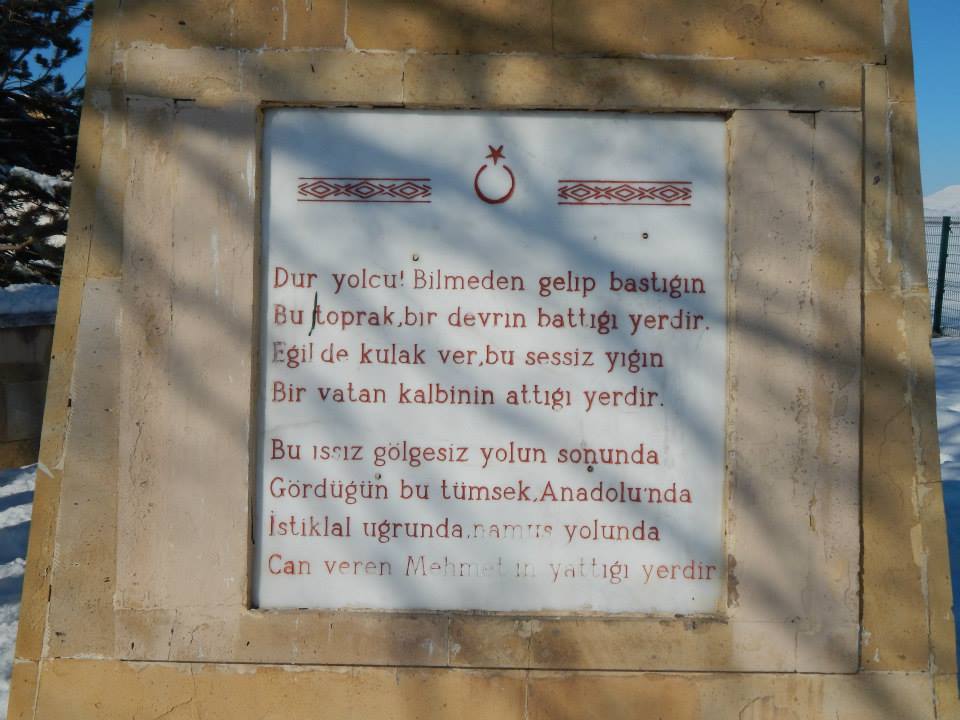 Dur yolcu! Bilmeden gelip bastığın
Bu toprak,bir devrin battığı yerdir.
Eğil de kulak ver,bu sessiz yığın
Bir vatan kalbinin attığı yerdir.
Bu ıssız gölgesiz yolun sonunda
Gördüğün bu tümsek,Anadolu'nda
İstiklal uğrunda,namus yolunda
Can veren Mehmet'in yattığı yerdir